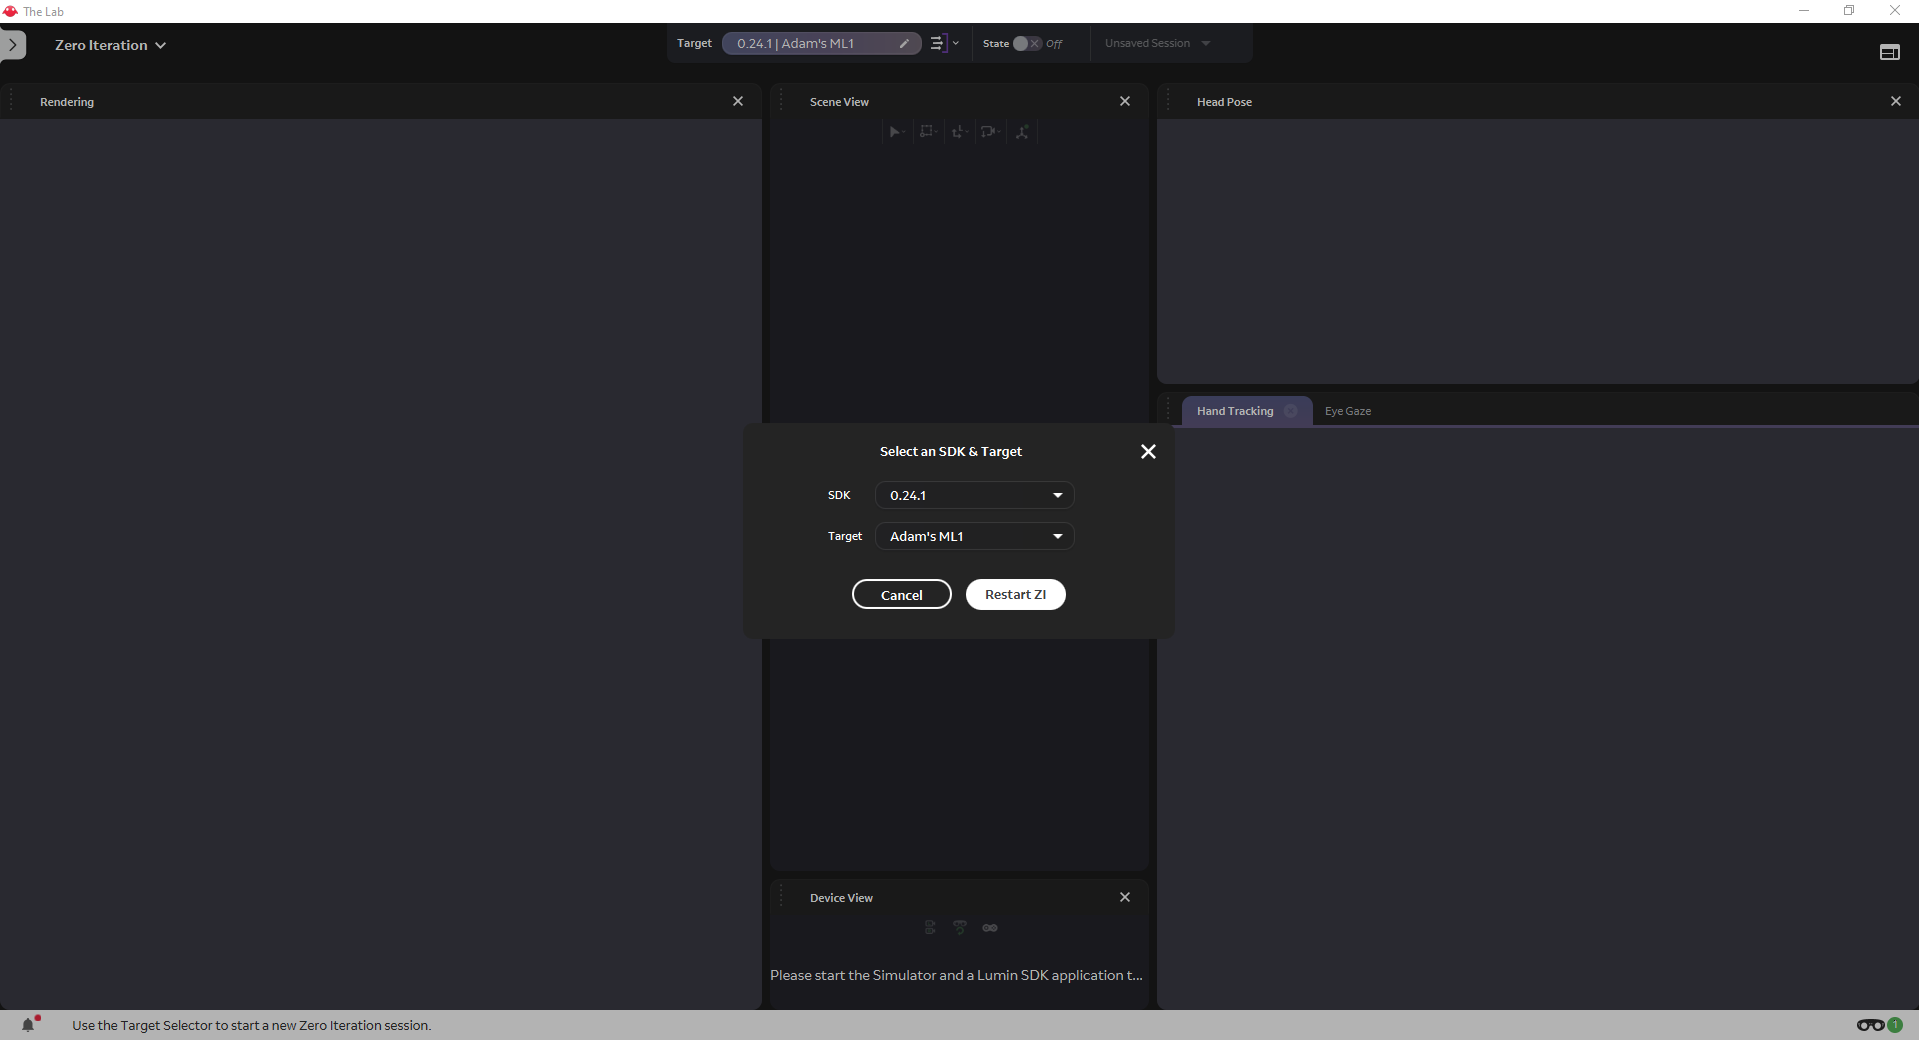 The Lab
Zero Iteration
Target 0.24.1 | Adam's ML1 State Off Unsaved Session
Rendering
Scene View
Head Pose
Hand Tracking Eye Gaze
Select an SDK & Target
SDK 0.24.1
Target Adam's ML1
Cancel Restart ZI
Device View
Please start the Simulator and a Lumin SDK application t...
Use the Target Selector to start a new Zero Iteration session.
1